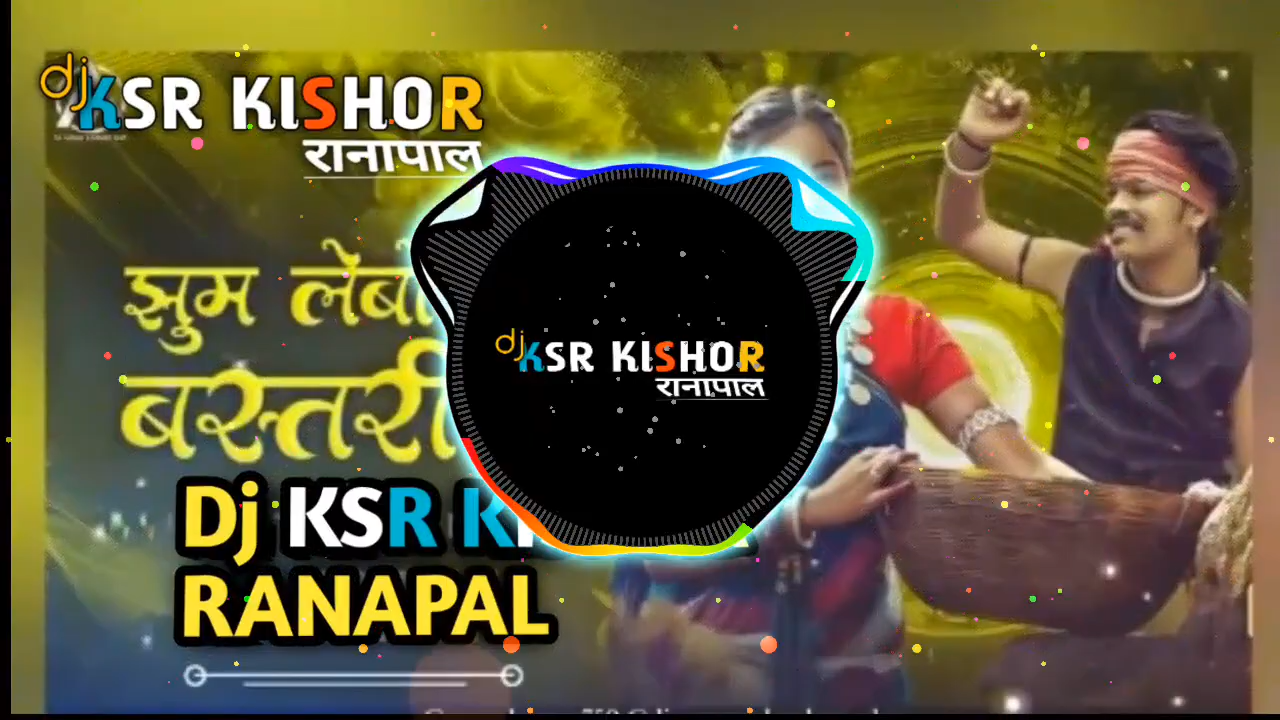 dj KSR KISHOR
रानापाल
झुम लेबो
बस्तरी
dj KSR KISHOR
रानापाल
Dj KSR
RANAPAL